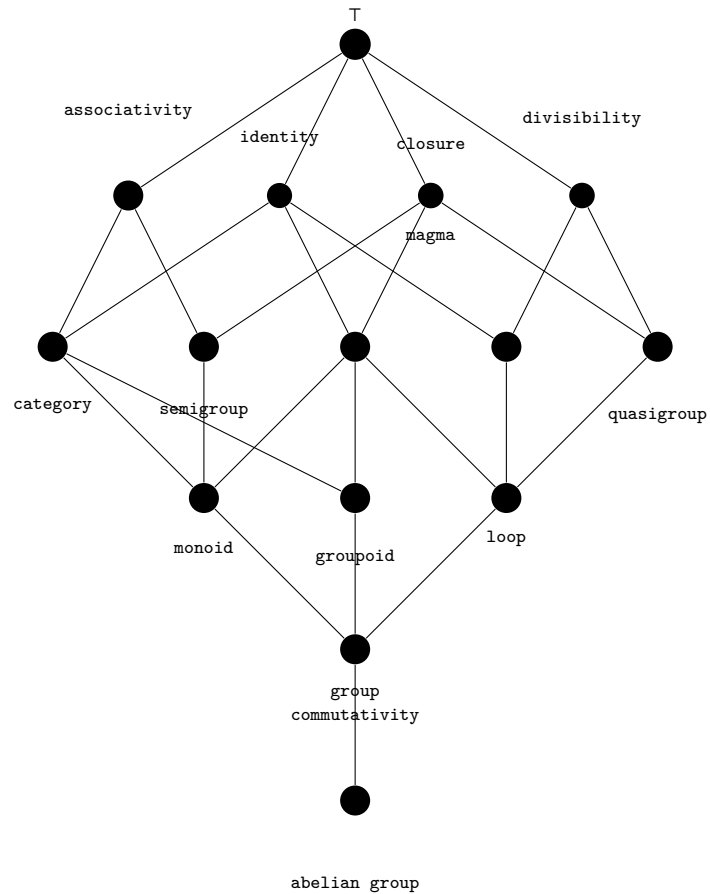 ⊤
associativity
divisibility
identity
closure
magma
category
semigroup
quasigroup
monoid
groupoid
loop
group
commutativity
abelian group